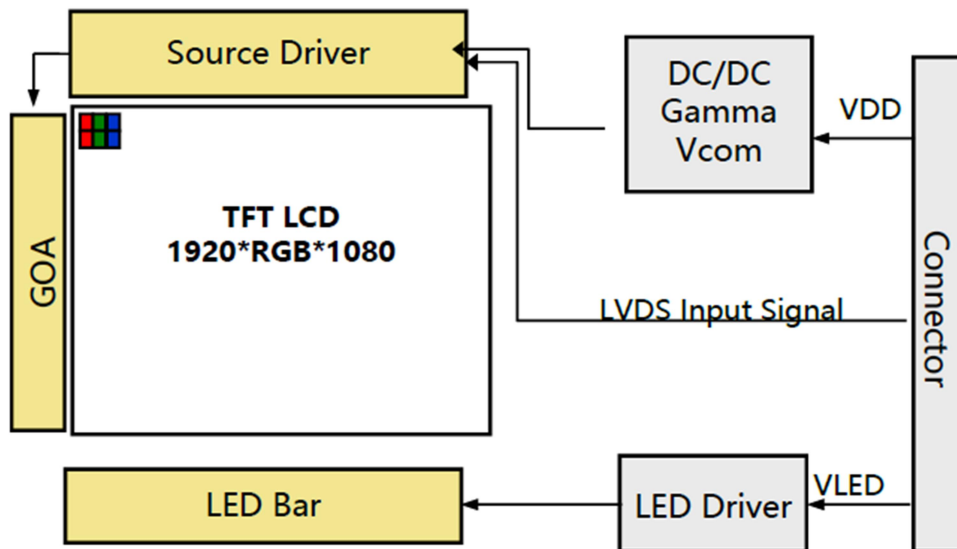 Source Driver
DC/DC
Gamma
Vcom
VDD
GOA
TFT LCD
1920*RGB*1080
LVDS Input Signal
Connector
LED Bar
LED Driver
VLED